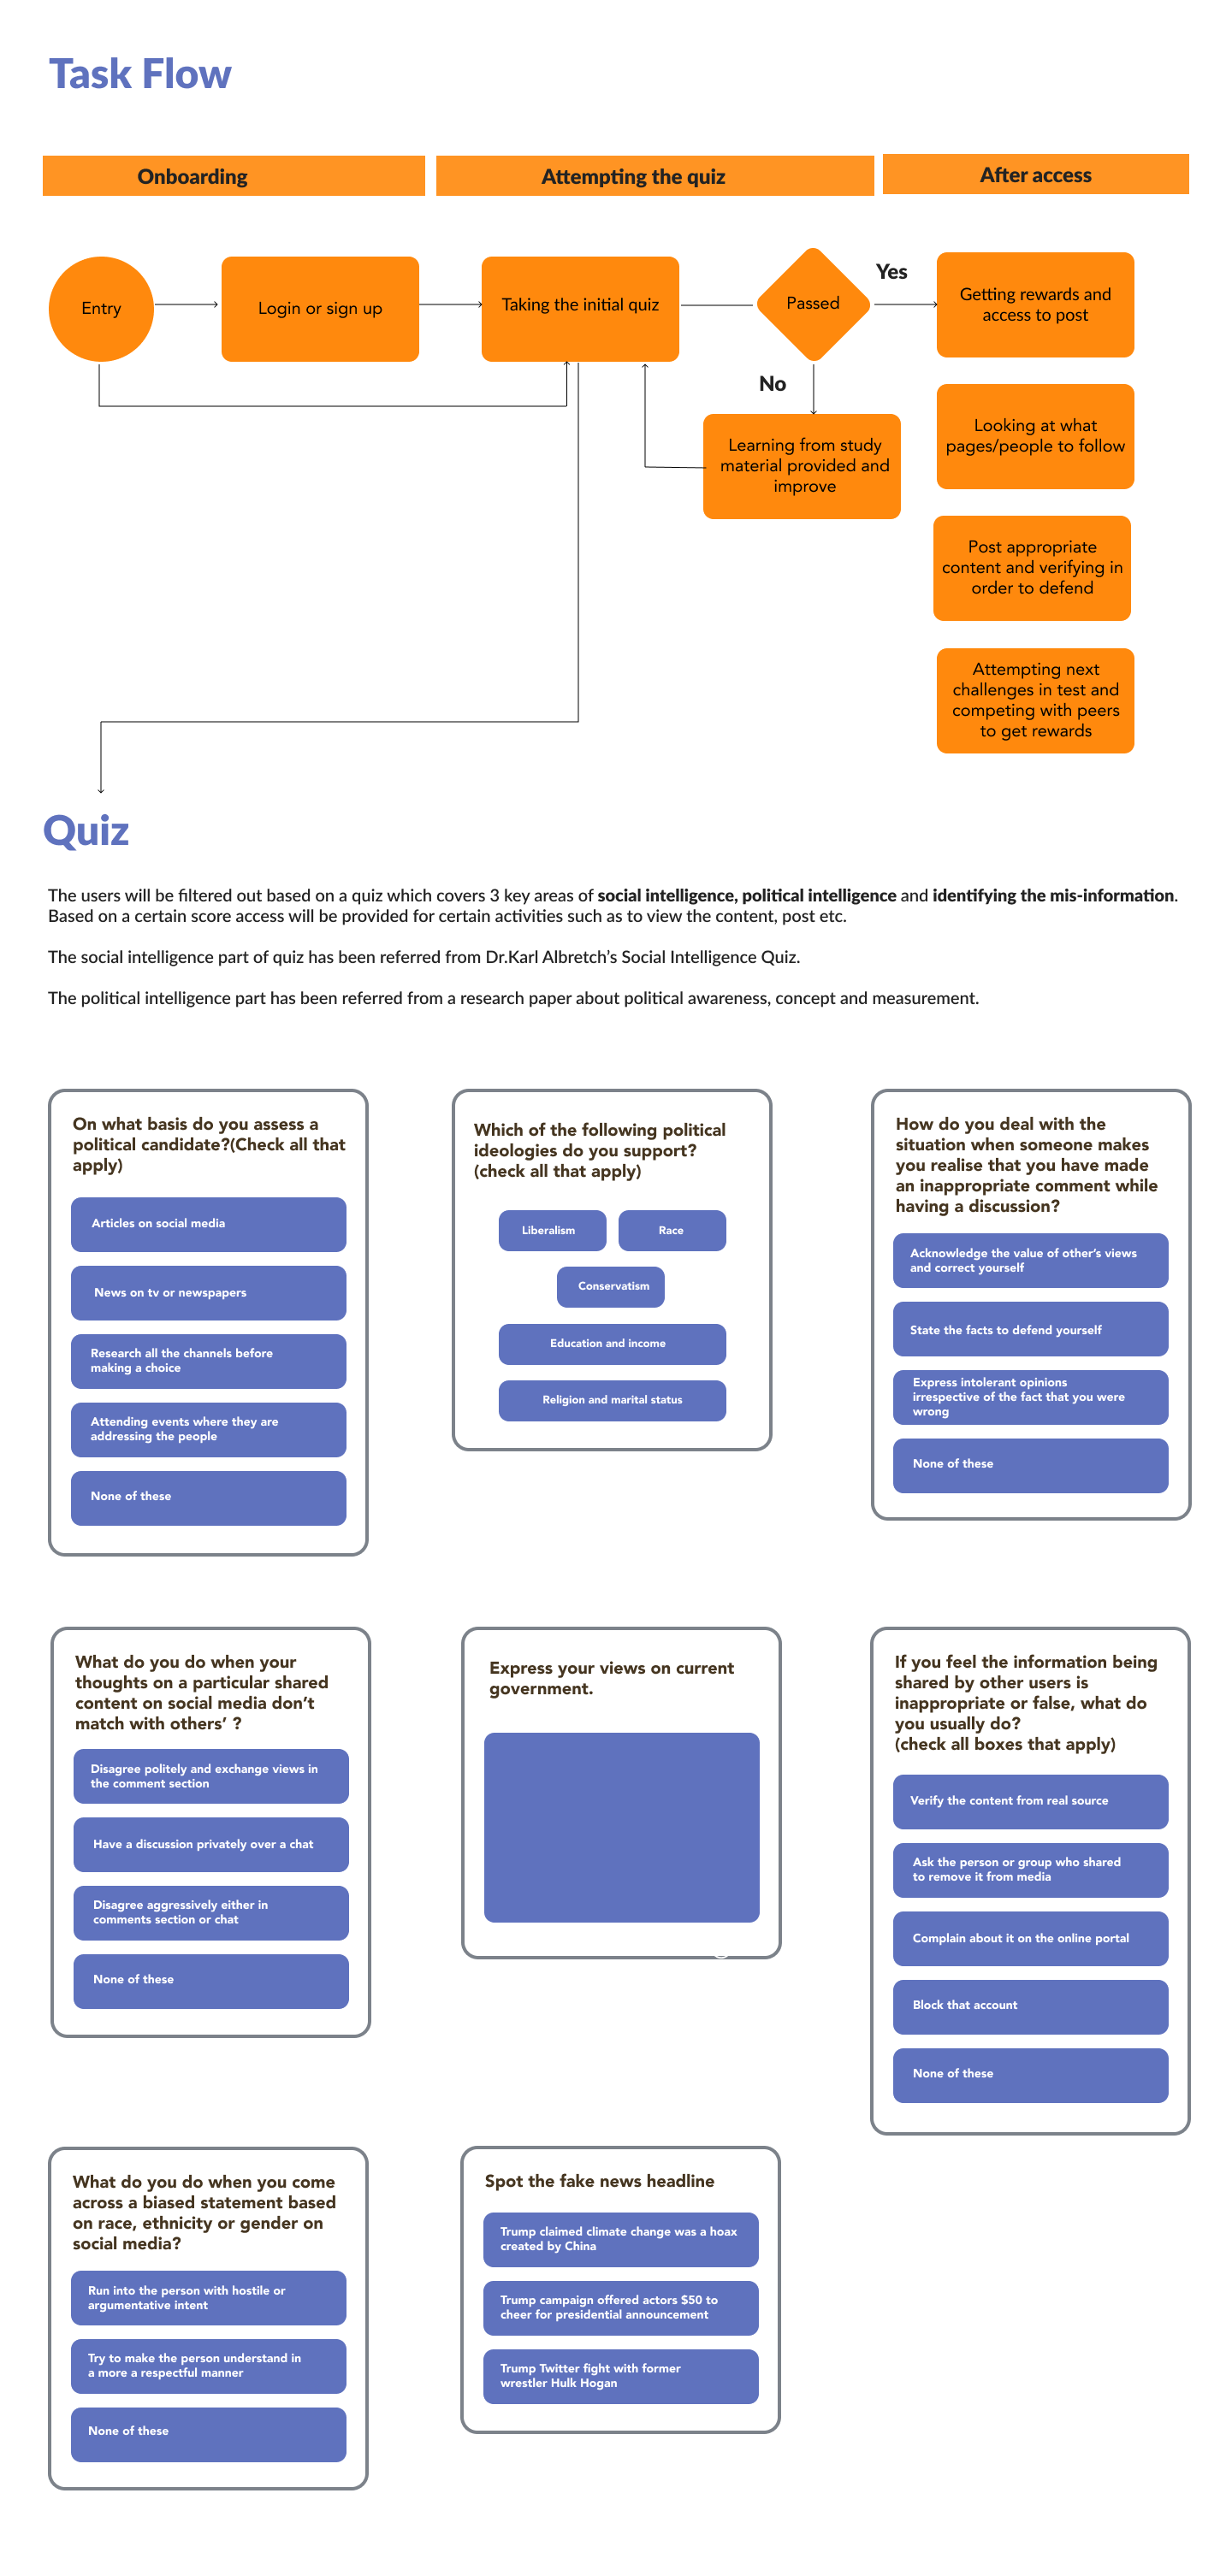 Task Flow
Onboarding
Attempting the quiz
After access
Entry
Login or sign up
Taking the initial quiz
Passed
Yes
No
Getting rewards and
access to post
Looking at what
pages/people to follow
Learning from study
material provided and
improve
Post appropriate
content and verifying in
order to defend
Attempting next
challenges in test and
competing with peers
to get rewards
Quiz
The users will be filtered out based on a quiz which covers 3 key areas of social intelligence, political intelligence and identifying the mis-information.
Based on a certain score access will be provided for certain activities such as to view the content, post etc.
The social intelligence part of quiz has been referred from Dr.Karl Albretch's Social Intelligence Quiz.
The political intelligence part has been referred from a research paper about political awareness, concept and measurement.
On what basis do you assess a
political candidate?(Check all that
apply)
Articles on social media
News on tv or newspapers
Research all the channels before
making a choice
Attending events where they are
addressing the people
None of these
Which of the following political
ideologies do you support?
(check all that apply)
Liberalism
Race
Conservatism
Education and income
Religion and marital status
How do you deal with the
situation when someone makes
you realise that you have made
an inappropriate comment while
having a discussion?
Acknowledge the value of other's views
and correct yourself
State the facts to defend yourself
Express intolerant opinions
irrespective of the fact that you were
wrong
None of these
What do you do when your
thoughts on a particular shared
content on social media don't
match with others' ?
Disagree politely and exchange views in
the comment section
Have a discussion privately over a chat
Disagree aggressively either in
comments section or chat
None of these
Express your views on current
government.
If you feel the information being
shared by other users is
inappropriate or false, what do
you usually do?
(check all boxes that apply)
Verify the content from real source
Ask the person or group who shared
to remove it from media
Complain about it on the online portal
Block that account
None of these
What do you do when you come
across a biased statement based
on race, ethnicity or gender on
social media?
Run into the person with hostile or
argumentative intent
Try to make the person understand in
a more a respectful manner
None of these
Spot the fake news headline
Trump claimed climate change was a hoax
created by China
Trump campaign offered actors $50 to
cheer for presidential announcement
Trump Twitter fight with former
wrestler Hulk Hogan